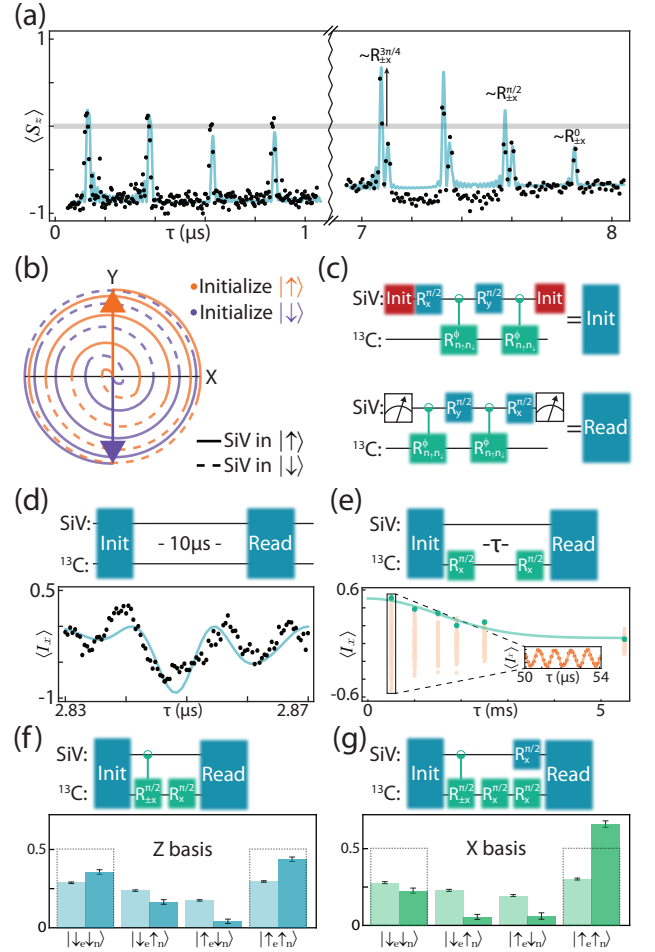 (a)
1
⟨S_z⟩
-1
~R^{3π/4}_{±x}
~R^{π/2}_{±x}
~R^{0}_{±x}
0
1
7
8
τ (μs)
(b)
Y
X
Initialize |↑⟩
Initialize |↓⟩
SiV in |↑⟩
SiV in |↓⟩
(c)
SiV: Init R^{π/2}_x R^{π/2}_y Init = Init
¹³C: R^ϕ_{n↑,n↓} R^ϕ_{n↑,n↓}
SiV: R^{π/2}_y R^{π/2}_x = Read
¹³C: R^ϕ_{n↑,n↓} R^ϕ_{n↑,n↓}
(d)
SiV:
Init - 10μs - Read
¹³C:
0.5
⟨I_x⟩
-1
2.83 τ (μs) 2.87
(e)
SiV:
Init -τ- Read
¹³C: R^{π/2}_x R^{π/2}_x
0.6
⟨I_x⟩
-0.6
⟨I_x⟩
50 54
τ (μs)
0 τ (ms) 5
(f)
SiV:
Init Read
¹³C: R^{π/2}_{±x} R^{π/2}_x
Z basis
0.5
0
|↓e↓n⟩ |↓e↑n⟩ |↑e↓n⟩ |↑e↑n⟩
(g)
SiV: R^{π/2}_x
Init Read
¹³C: R^{π/2}_{±x} R^{π/2}_x R^{π/2}_x
X basis
0.5
0
|↓e↓n⟩ |↓e↑n⟩ |↑e↓n⟩ |↑e↑n⟩